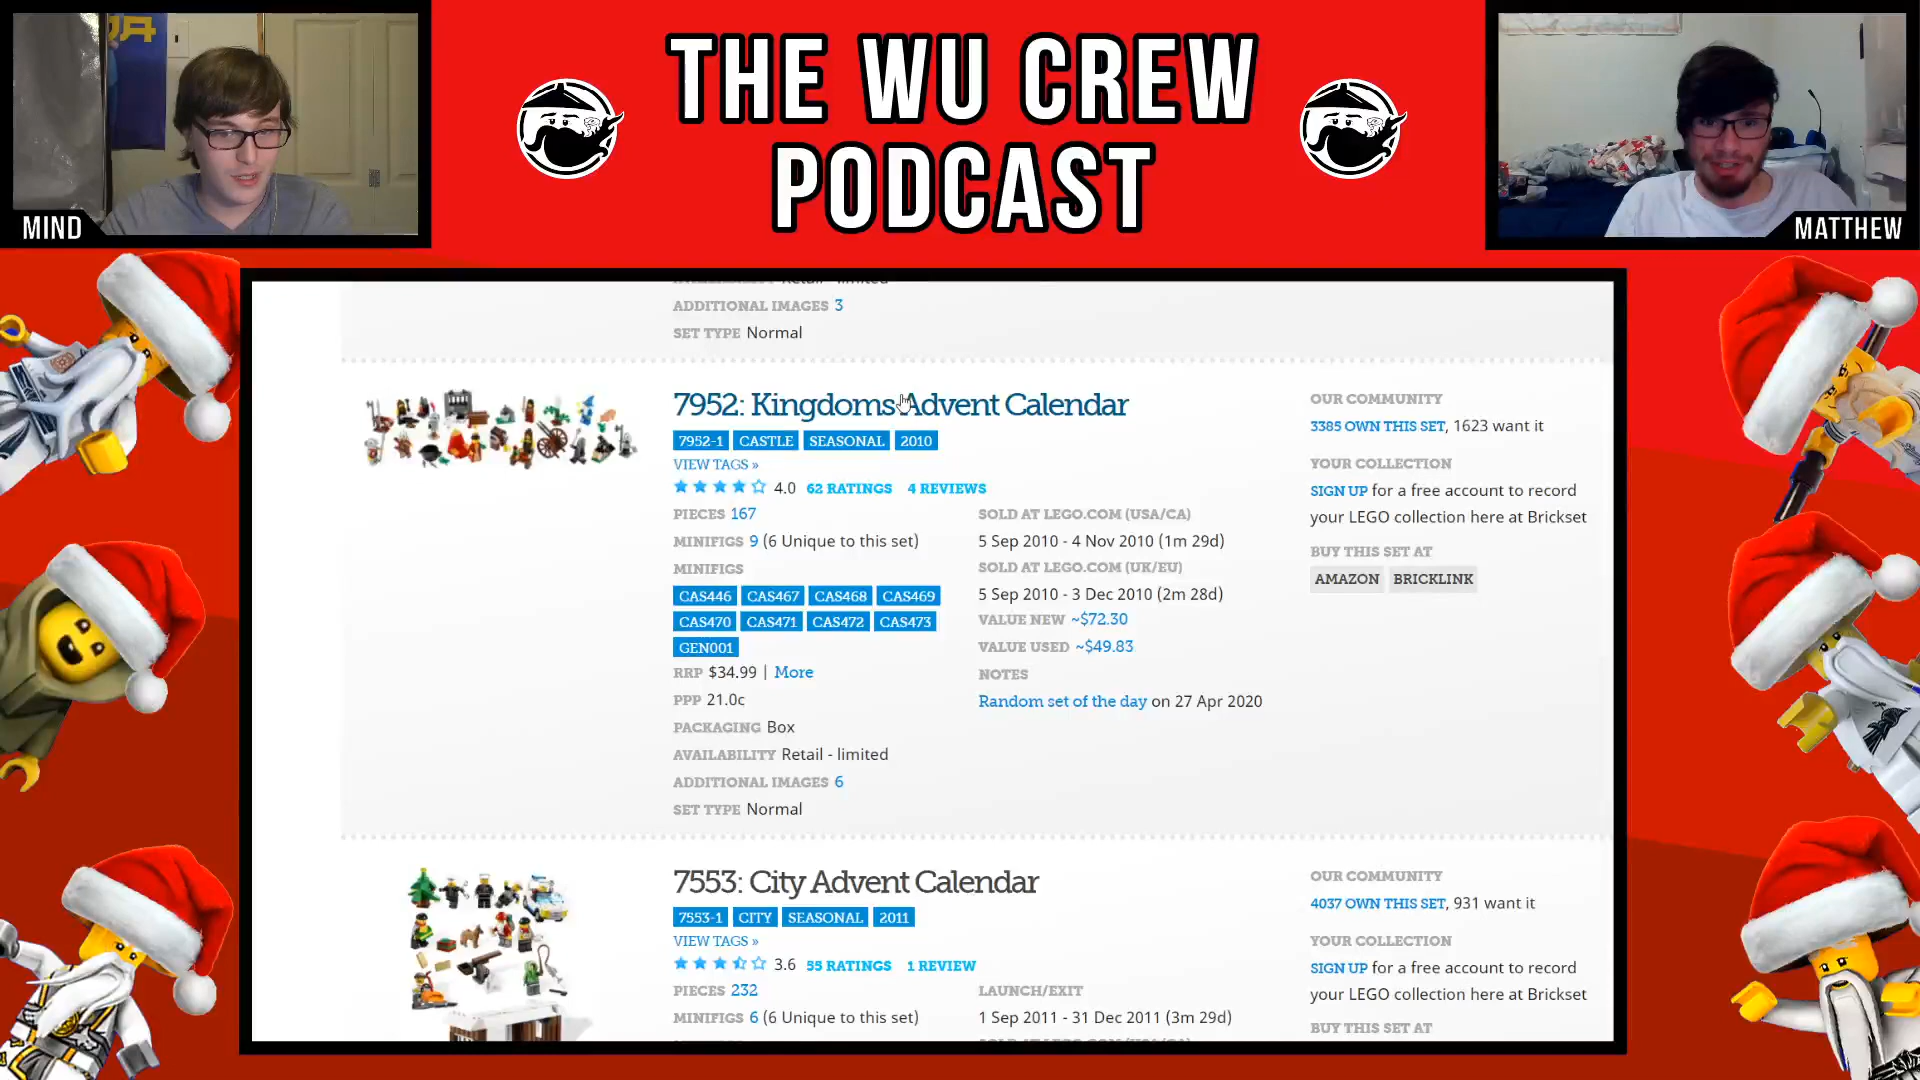 THE WU CREW
PODCAST
MIND
MATTHEW
Retail - limited
ADDITIONAL IMAGES 3
SET TYPE Normal
7952: Kingdoms Advent Calendar
7952-1 CASTLE SEASONAL 2010
VIEW TAGS »
4.0 62 RATINGS 4 REVIEWS
PIECES 167
MINIFIGS 9 (6 Unique to this set)
MINIFIGS
CAS446 CAS467 CAS468 CAS469
CAS470 CAS471 CAS472 CAS473
GEN001
RRP $34.99 | More
PPP 21.0c
PACKAGING Box
AVAILABILITY Retail - limited
ADDITIONAL IMAGES 6
SET TYPE Normal
SOLD AT LEGO.COM (USA/CA)
5 Sep 2010 - 4 Nov 2010 (1m 29d)
SOLD AT LEGO.COM (UK/EU)
5 Sep 2010 - 3 Dec 2010 (2m 28d)
VALUE NEW ~$72.30
VALUE USED ~$49.83
NOTES
Random set of the day on 27 Apr 2020
OUR COMMUNITY
3385 OWN THIS SET, 1623 want it
YOUR COLLECTION
SIGN UP for a free account to record
your LEGO collection here at Brickset
BUY THIS SET AT
AMAZON BRICKLINK
7553: City Advent Calendar
7553-1 CITY SEASONAL 2011
VIEW TAGS »
3.6 55 RATINGS 1 REVIEW
PIECES 232
MINIFIGS 6 (6 Unique to this set)
LAUNCH/EXIT
1 Sep 2011 - 31 Dec 2011 (3m 29d)
OUR COMMUNITY
4037 OWN THIS SET, 931 want it
YOUR COLLECTION
SIGN UP for a free account to record
your LEGO collection here at Brickset
BUY THIS SET AT